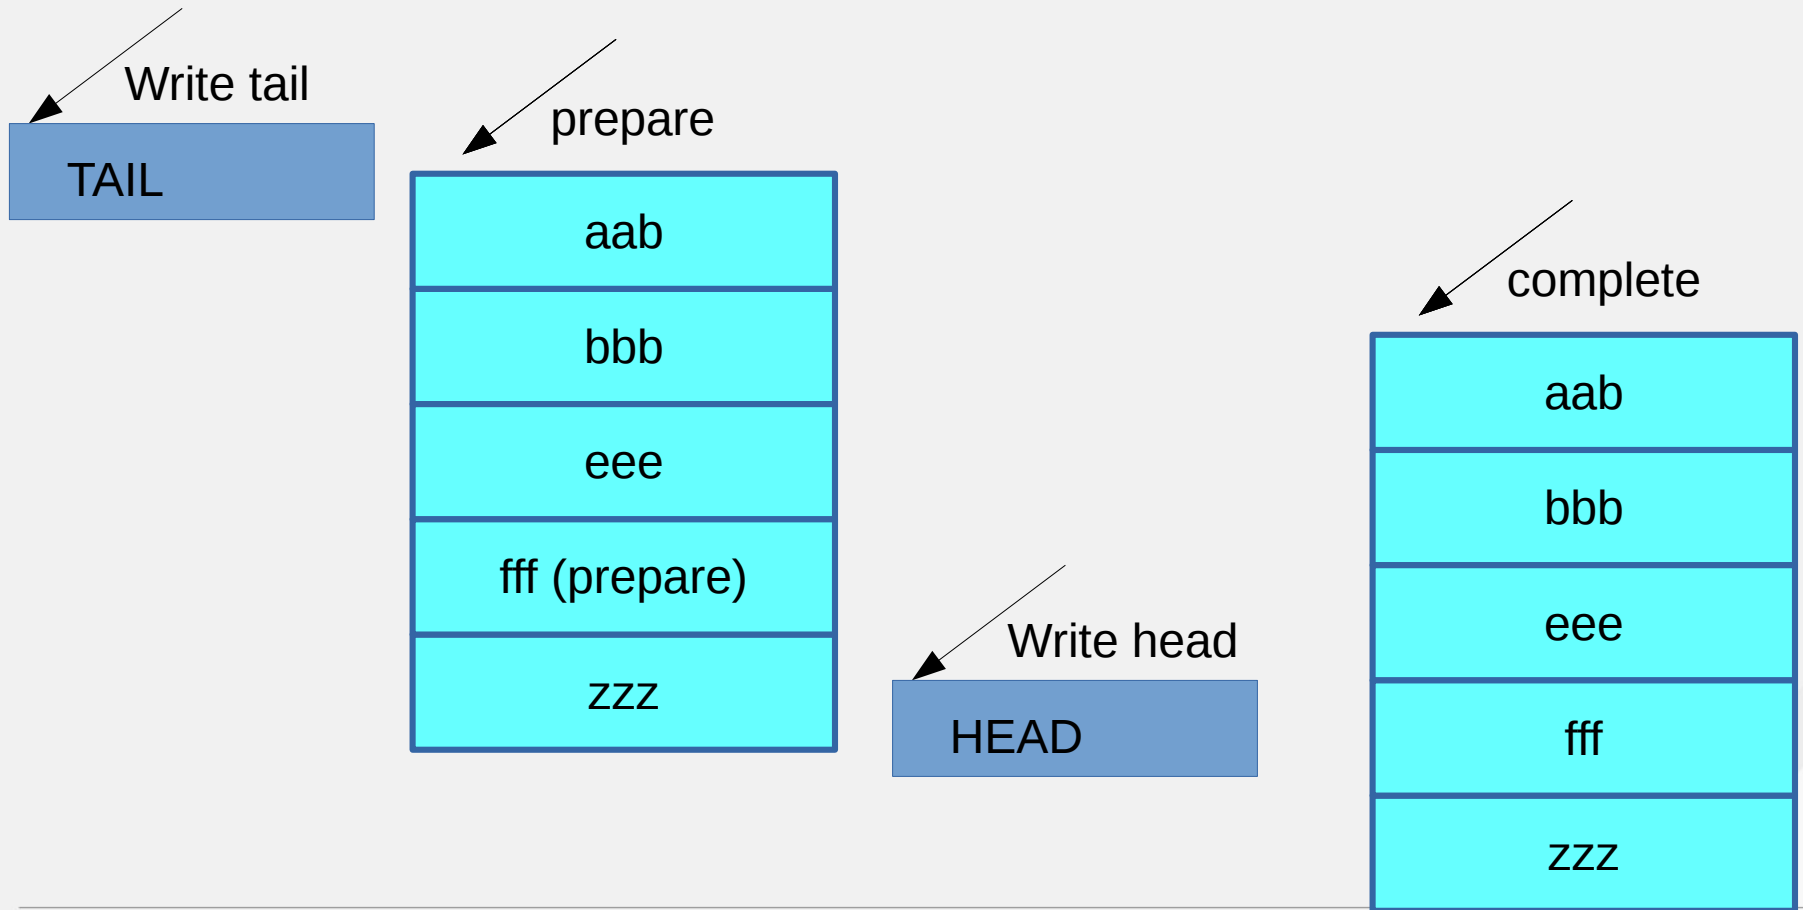 Write tail
TAIL
prepare
aab
bbb
eee
fff (prepare)
zzz
Write head
HEAD
complete
aab
bbb
eee
fff
zzz